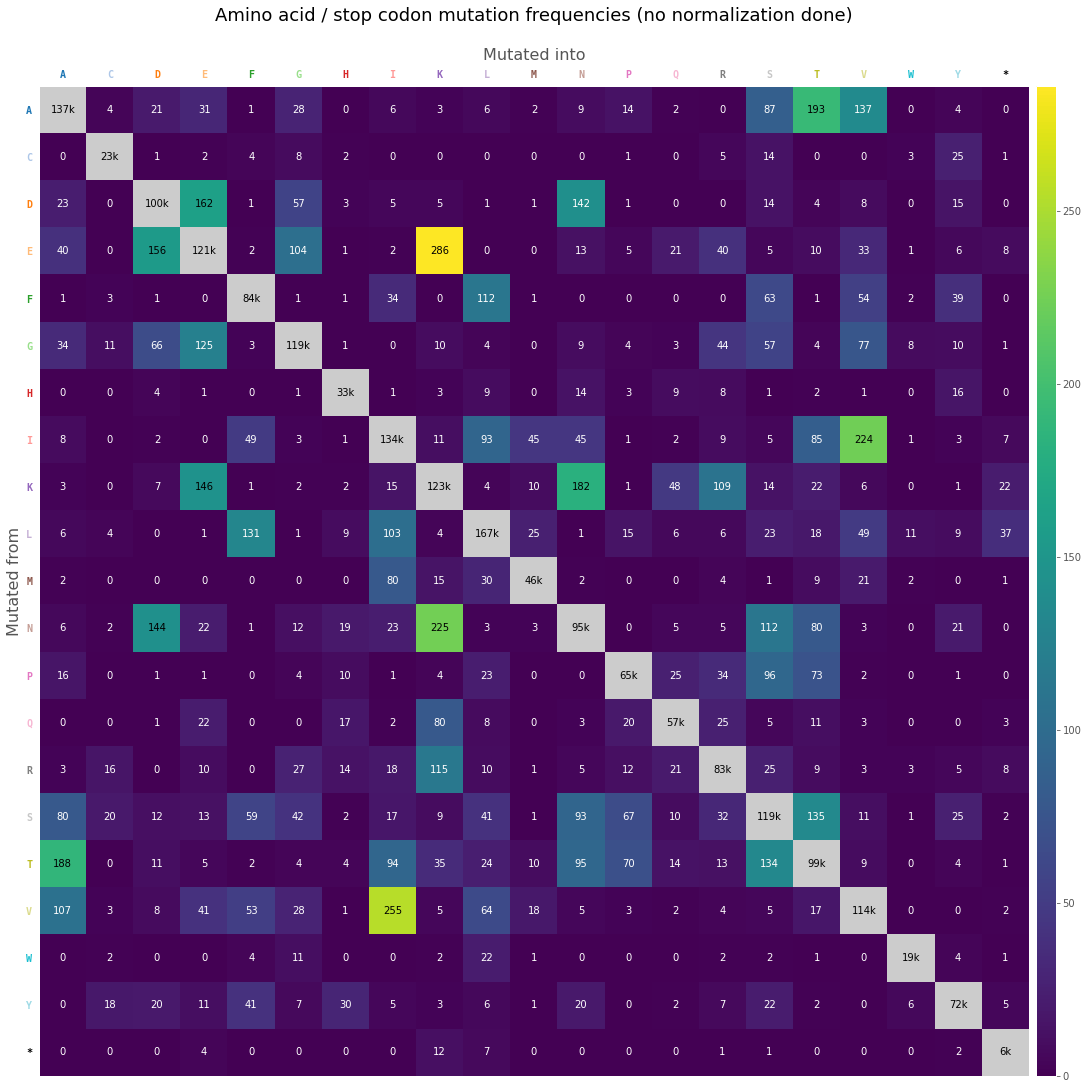 Amino acid / stop codon mutation frequencies (no normalization done)
Mutated into
A C D E F G H I K L M N P Q R S T V W Y *
Mutated from
A 137k 4 21 31 1 28 0 6 3 6 2 9 14 2 0 87 193 137 0 4 0
C 0 23k 1 2 4 8 2 0 0 0 0 0 1 0 5 14 0 0 3 25 1
D 23 0 100k 162 1 57 3 5 5 1 1 142 1 0 0 14 4 8 0 15 0
E 40 0 156 121k 2 104 1 2 286 0 0 13 5 21 40 5 10 33 1 6 8
F 1 3 1 0 84k 1 1 34 0 112 1 0 0 0 0 63 1 54 2 39 0
G 34 11 66 125 3 119k 1 0 10 4 0 9 4 3 44 57 4 77 8 10 1
H 0 0 4 1 0 1 33k 1 3 9 0 14 3 9 8 1 2 1 0 16 0
I 8 0 2 0 49 3 1 134k 11 93 45 45 1 2 9 5 85 224 1 3 7
K 3 0 7 146 1 2 2 15 123k 4 10 182 1 48 109 14 22 6 0 1 22
L 6 4 0 1 131 1 9 103 4 167k 25 1 15 6 6 23 18 49 11 9 37
M 2 0 0 0 0 0 0 80 15 30 46k 2 0 0 4 1 9 21 2 0 1
N 6 2 144 22 1 12 19 23 225 3 3 95k 0 5 5 112 80 3 0 21 0
P 16 0 1 1 0 4 10 1 4 23 0 0 65k 25 34 96 73 2 0 1 0
Q 0 0 1 22 0 0 17 2 80 8 0 3 20 57k 25 5 11 3 0 0 3
R 3 16 0 10 0 27 14 18 115 10 1 5 12 21 83k 25 9 3 3 5 8
S 80 20 12 13 59 42 2 17 9 41 1 93 67 10 32 119k 135 11 1 25 2
T 188 0 11 5 2 4 4 94 35 24 10 95 70 14 13 134 99k 9 0 4 1
V 107 3 8 41 53 28 1 255 5 64 18 5 3 2 4 5 17 114k 0 0 2
W 0 2 0 0 4 11 0 0 2 22 1 0 0 0 2 2 1 0 19k 4 1
Y 0 18 20 11 41 7 30 5 3 6 1 20 0 2 7 22 2 0 6 72k 5
* 0 0 0 4 0 0 0 0 12 7 0 0 0 0 1 1 0 0 0 2 6k
250
200
150
100
50
0